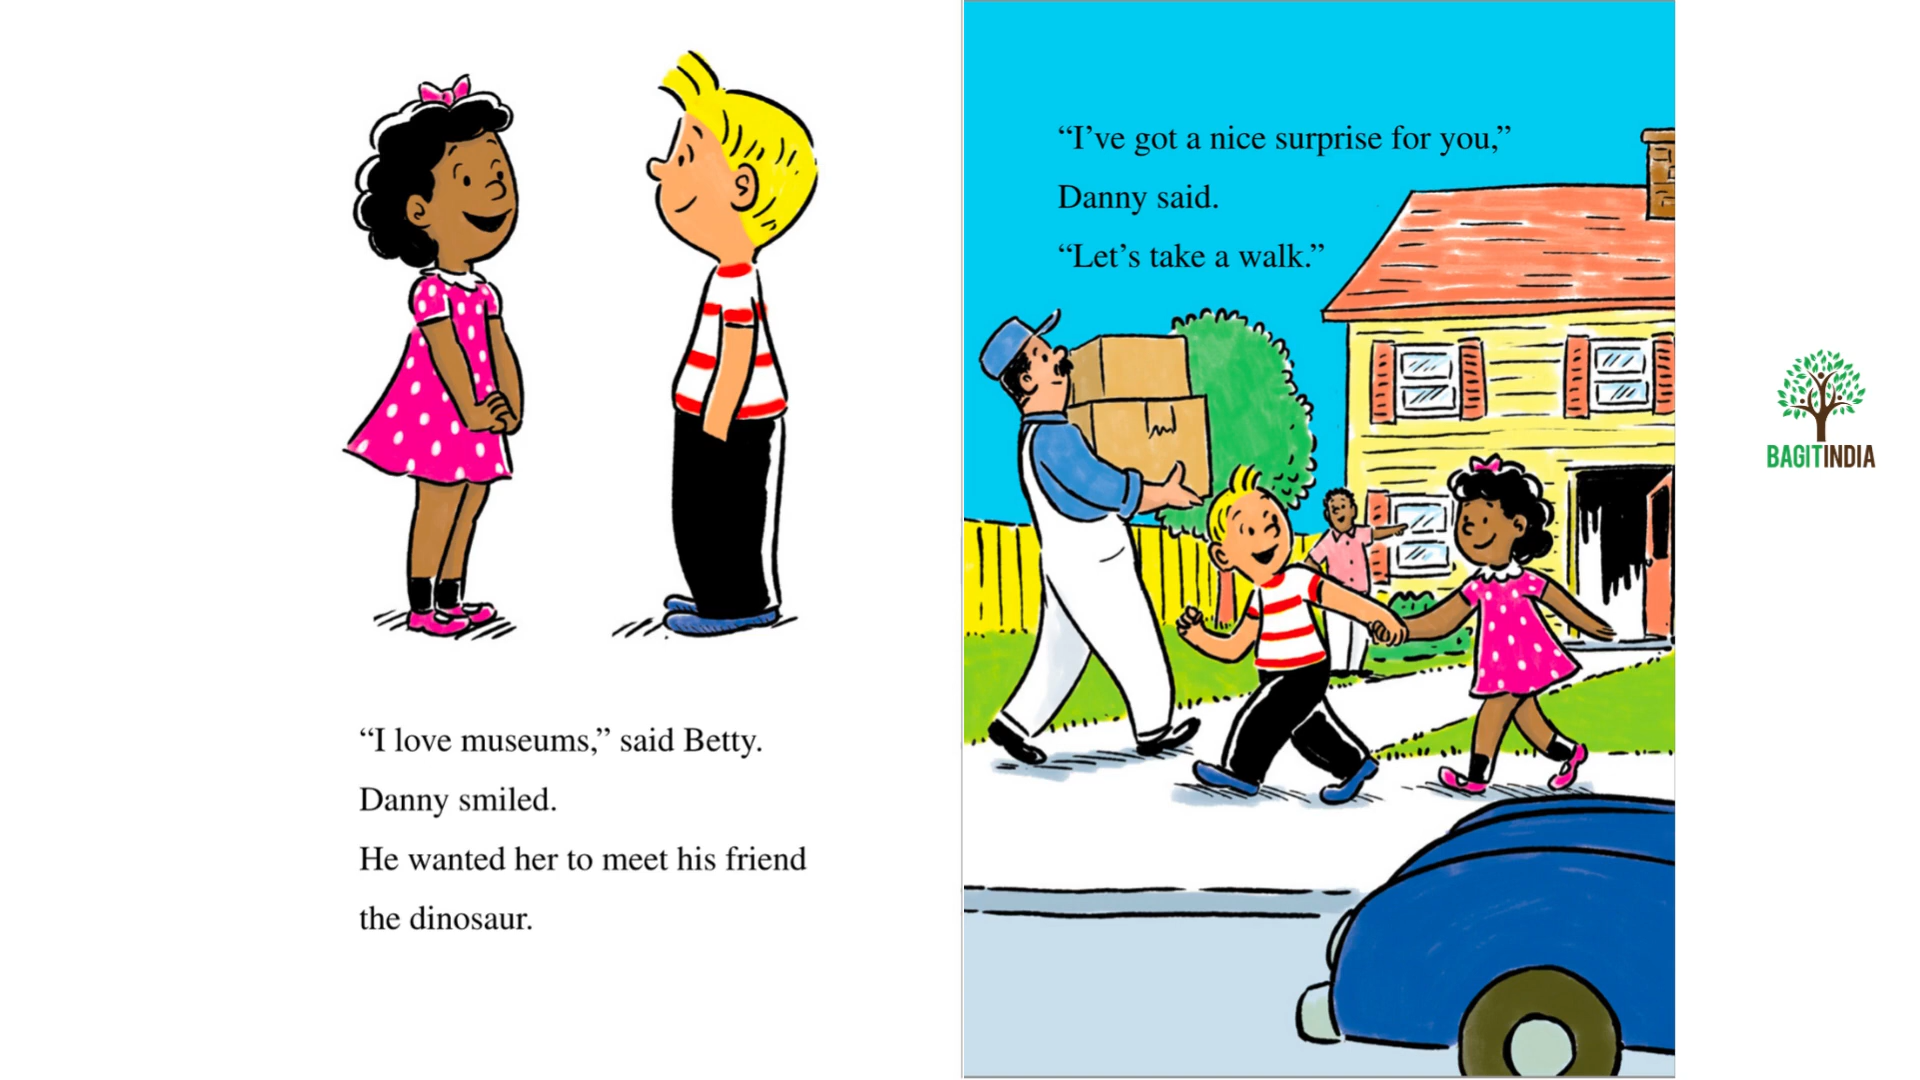 “I love museums,” said Betty.
Danny smiled.
He wanted her to meet his friend
the dinosaur.
“I’ve got a nice surprise for you,”
Danny said.
“Let’s take a walk.”
BAGITINDIA